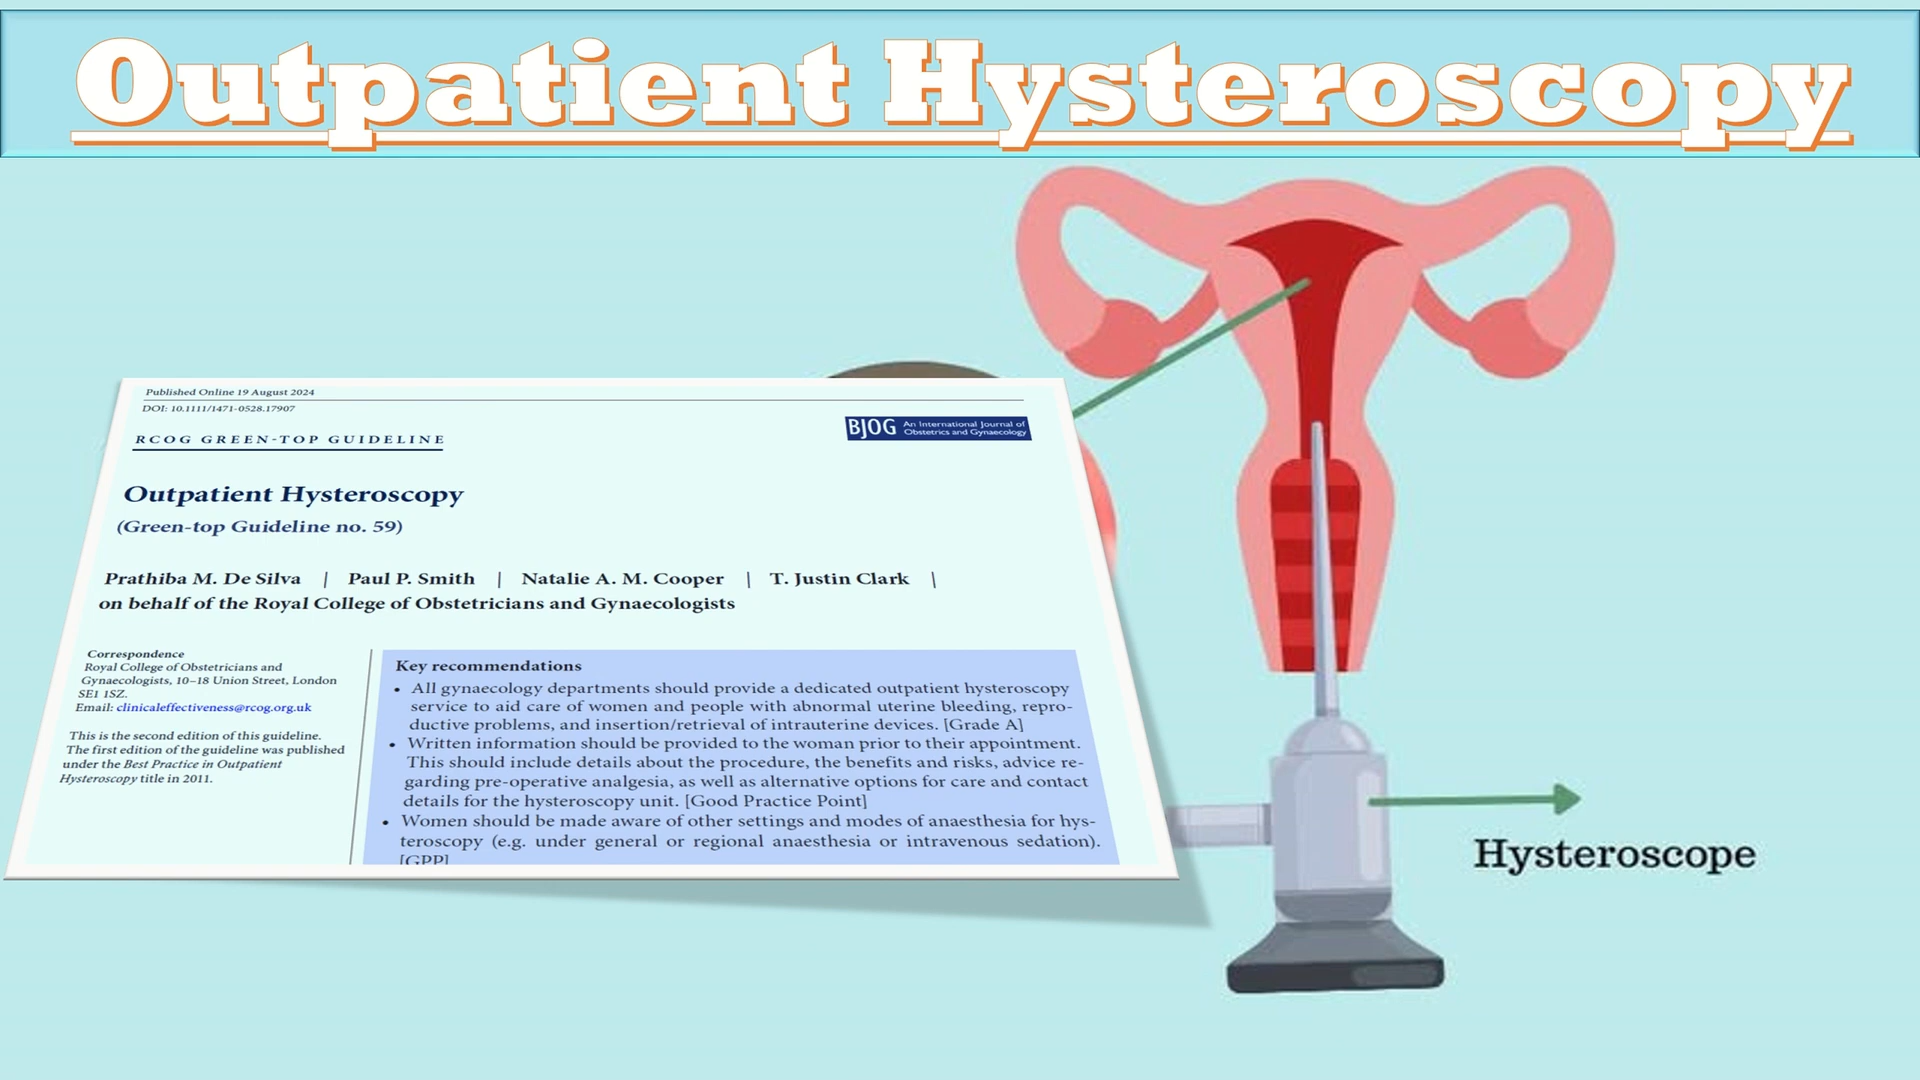 Outpatient Hysteroscopy
Published Online 19 August 2024
DOI: 10.1111/1471-0528.17907
RCOG GREEN-TOP GUIDELINE
BJOG An International Journal of
Obstetrics and Gynaecology
Outpatient Hysteroscopy
(Green-top Guideline no. 59)
Prathiba M. De Silva | Paul P. Smith | Natalie A. M. Cooper | T. Justin Clark |
on behalf of the Royal College of Obstetricians and Gynaecologists
Correspondence
Royal College of Obstetricians and
Gynaecologists, 10–18 Union Street, London
SE1 1SZ.
Email: clinicaleffectiveness@rcog.org.uk
This is the second edition of this guideline.
The first edition of the guideline was published
under the Best Practice in Outpatient
Hysteroscopy title in 2011.
Key recommendations
• All gynaecology departments should provide a dedicated outpatient hysteroscopy
service to aid care of women and people with abnormal uterine bleeding, repro-
ductive problems, and insertion/retrieval of intrauterine devices. [Grade A]
• Written information should be provided to the woman prior to their appointment.
This should include details about the procedure, the benefits and risks, advice re-
garding pre-operative analgesia, as well as alternative options for care and contact
details for the hysteroscopy unit. [Good Practice Point]
• Women should be made aware of other settings and modes of anaesthesia for hys-
teroscopy (e.g. under general or regional anaesthesia or intravenous sedation).
[GPP]
Hysteroscope